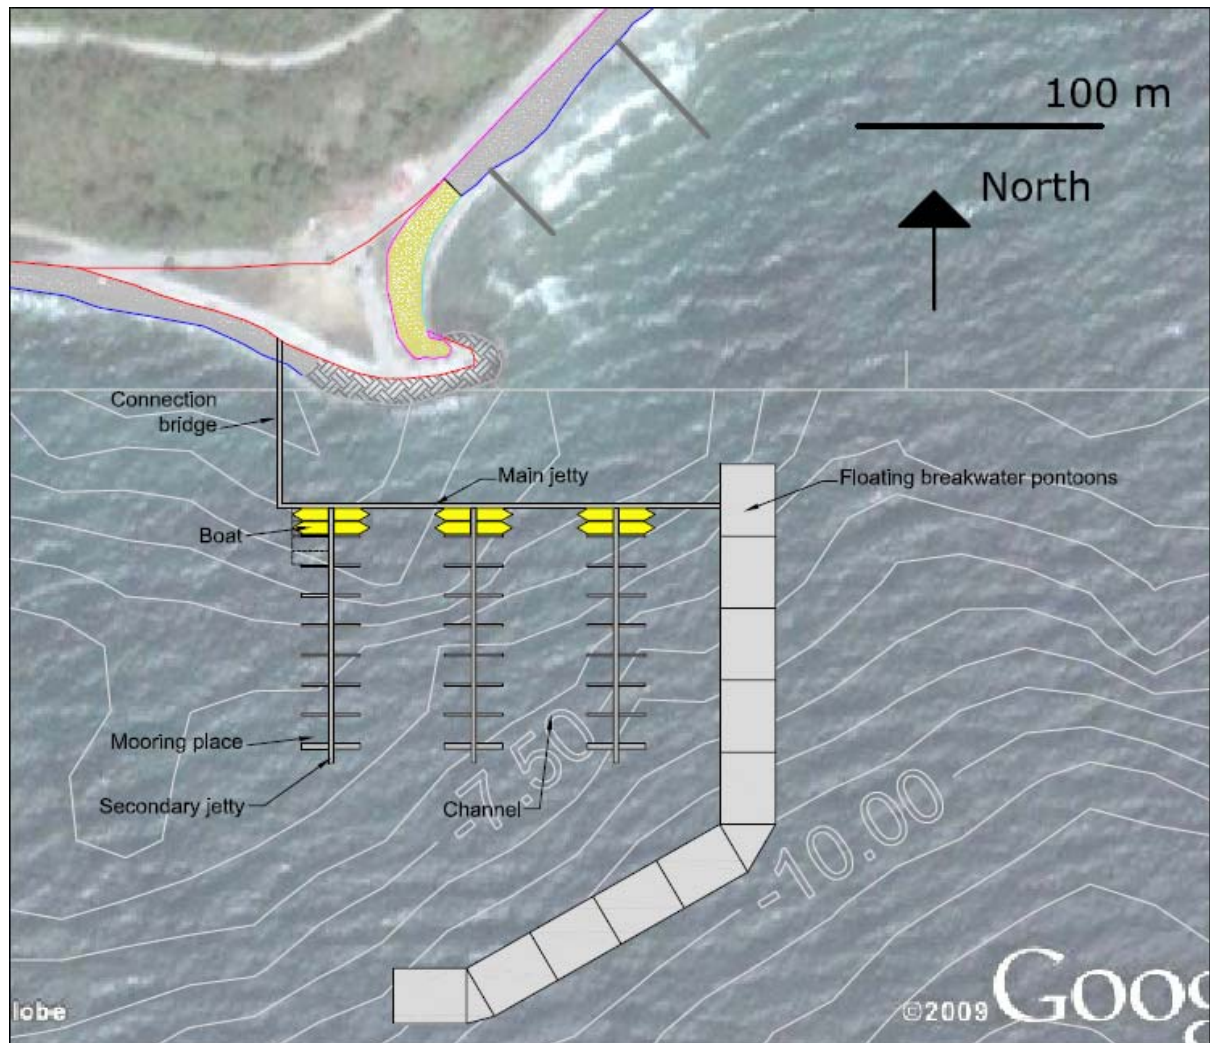 100 m
North
Connection
bridge
Main jetty
Floating breakwater pontoons
Boat
Mooring place
-7.50
Secondary jetty
Channel
-10.00
lobe
©2009
Goog